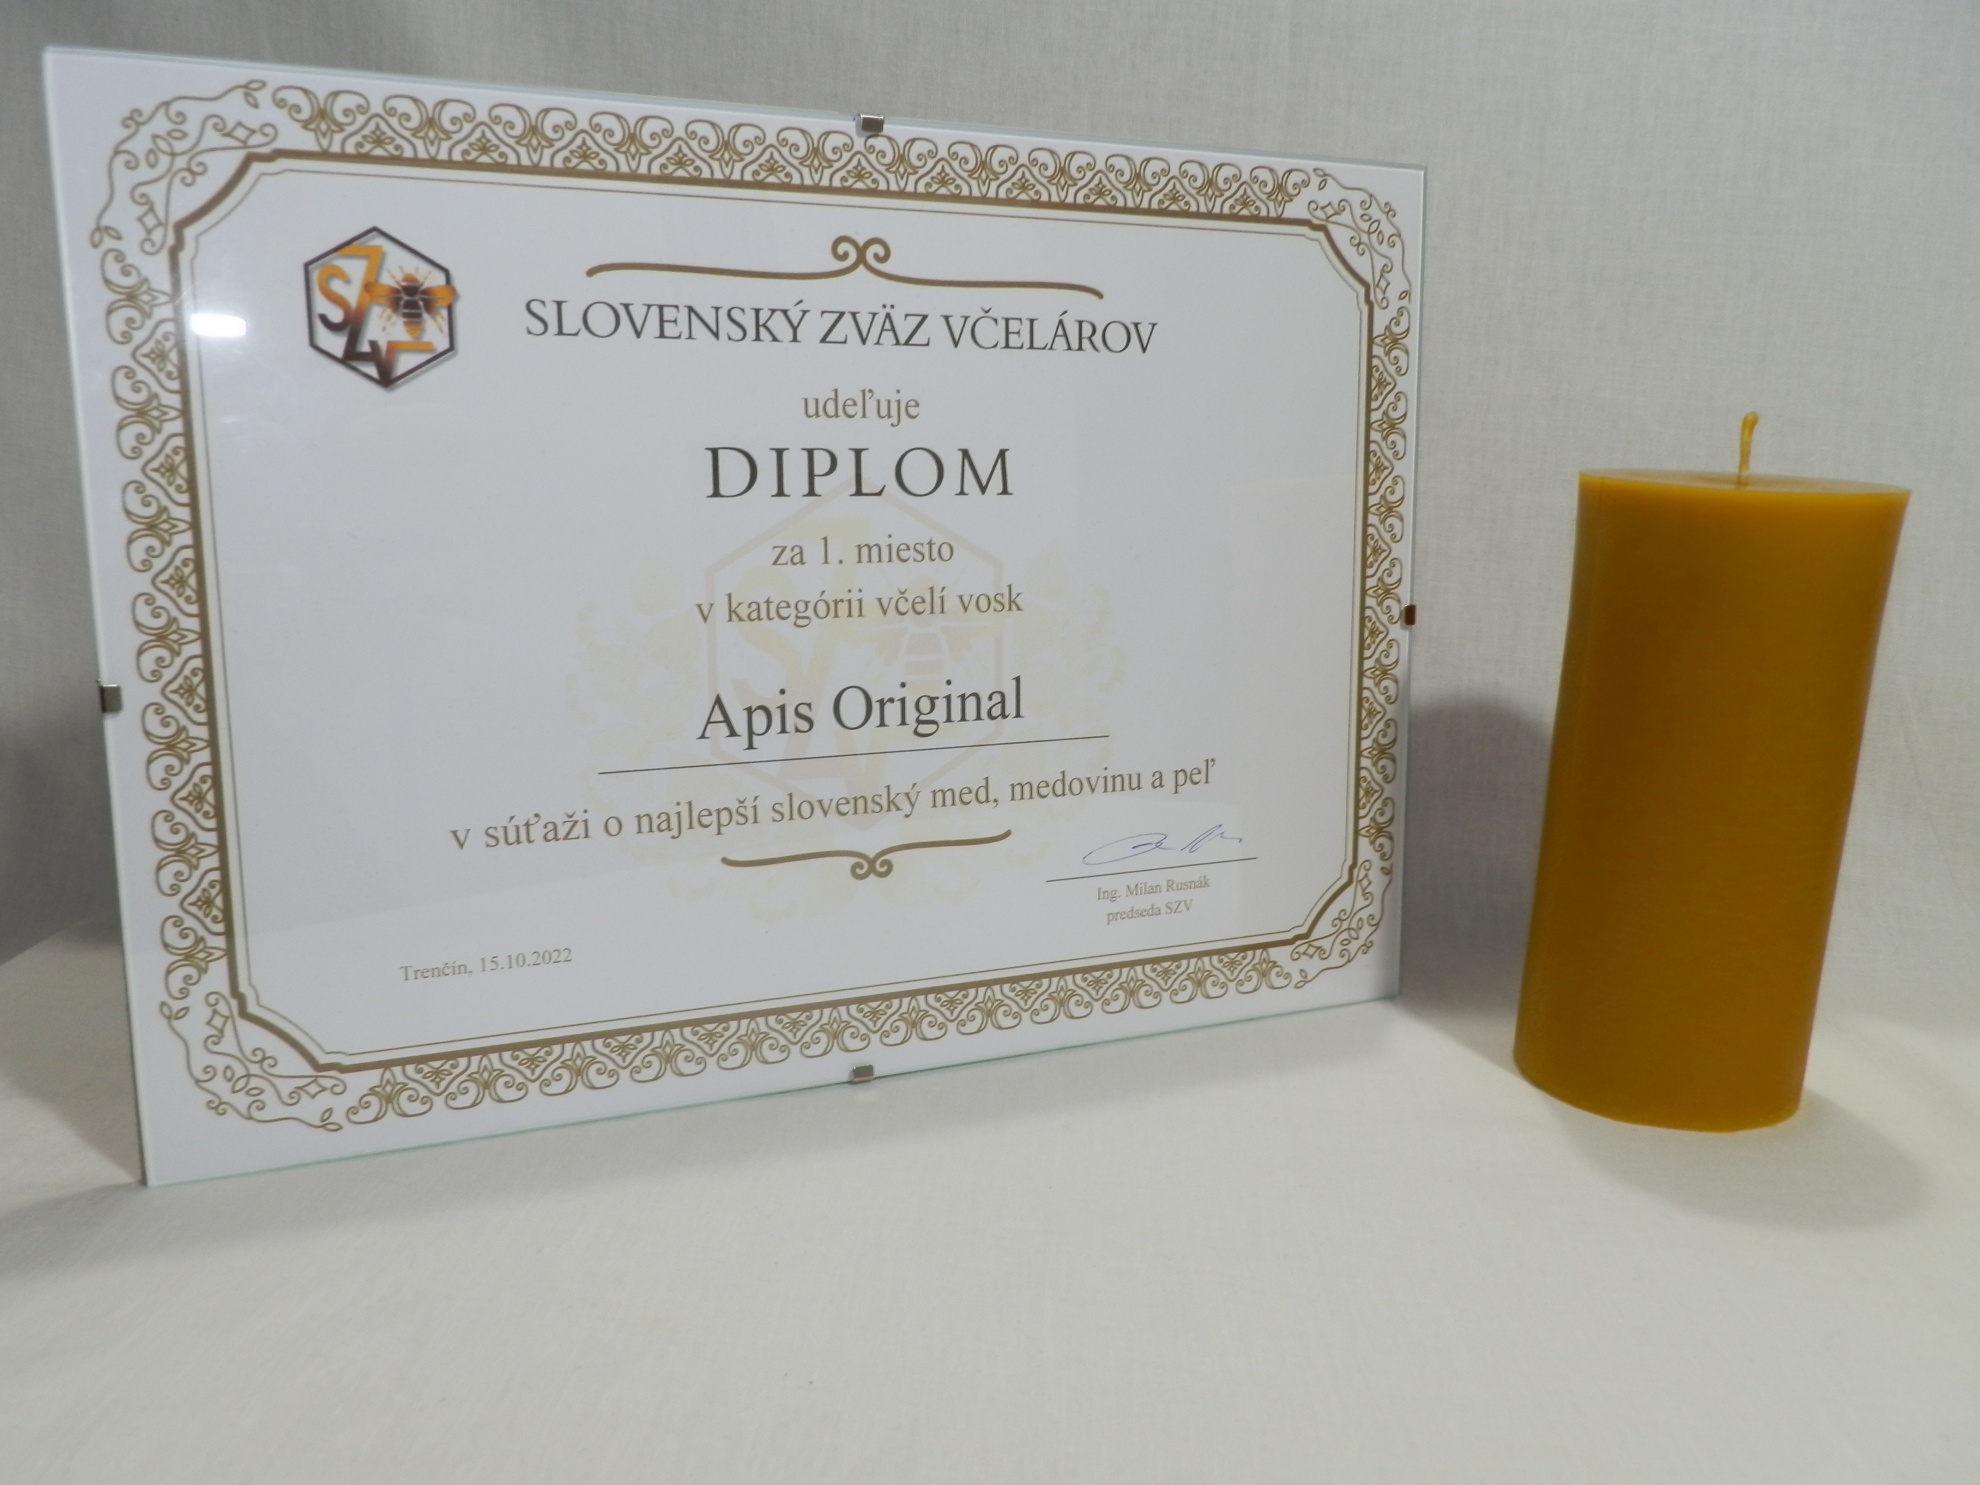 SZV
SLOVENSKÝ ZVÄZ VČELÁROV
udeľuje
DIPLOM
za 1. miesto
v kategórii včelí vosk
Apis Original
v súťaži o najlepší slovenský med, medovinu a peľ
Ing. Milan Rusnák
predseda SZV
Trenčín, 15.10.2022